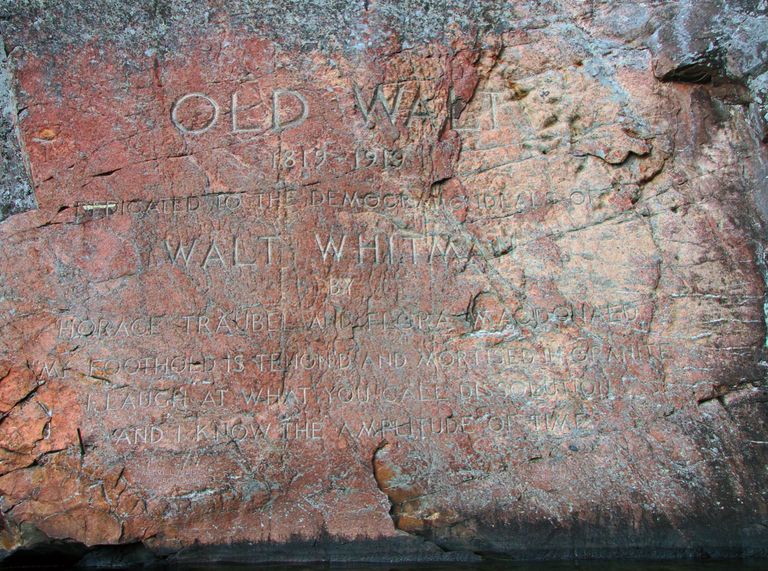 OLD WALT
1819-1919
DEDICATED TO THE DEMOCRATIC IDEALS OF
WALT WHITMAN
BY
HORACE TRAUBEL AND FLORA MACDONALD
MY FOOTHOLD IS TENON'D AND MORTISED IN GRANITE
I LAUGH AT WHAT YOU CALL DISSOLUTION
AND I KNOW THE AMPLITUDE OF TIME